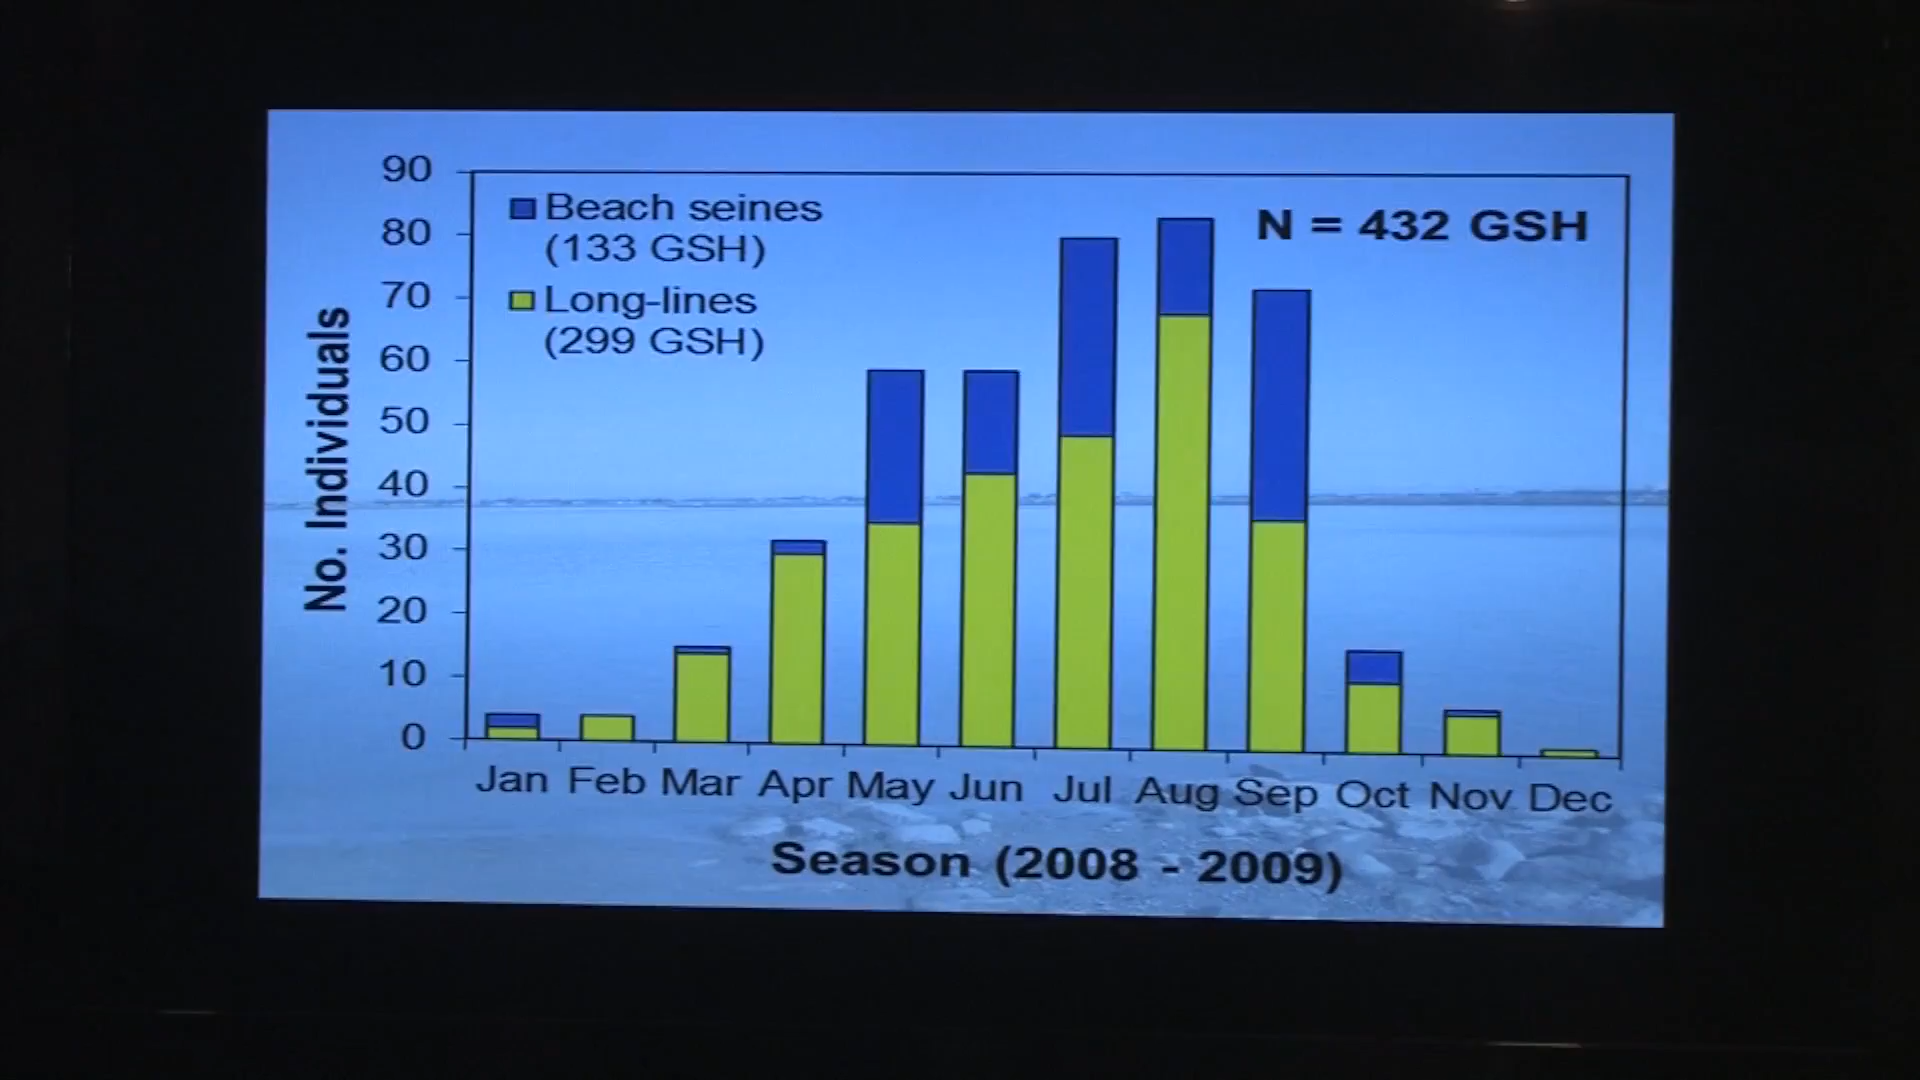 90
80
70
60
50
40
30
20
10
0
No. Individuals
Beach seines
(133 GSH)
Long-lines
(299 GSH)
N = 432 GSH
Jan Feb Mar Apr May Jun Jul Aug Sep Oct Nov Dec
Season (2008 - 2009)